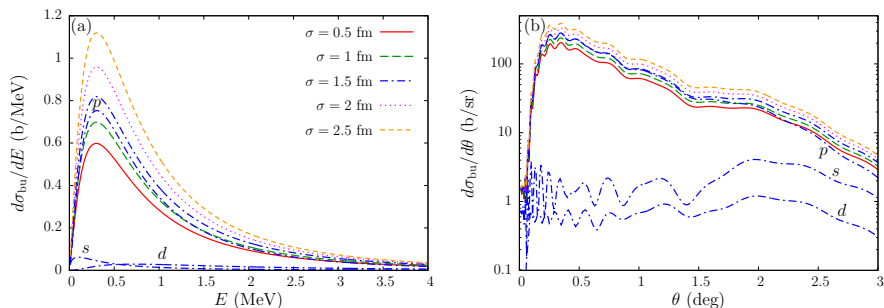 (a)
σ = 0.5 fm
σ = 1 fm
σ = 1.5 fm
σ = 2 fm
σ = 2.5 fm
p
s
d
dσbu/dE (b/MeV)
0
0.2
0.4
0.6
0.8
1
1.2
0 0.5 1 1.5 2 2.5 3 3.5 4
E (MeV)
(b)
p
s
d
dσbu/dθ (b/sr)
0.1
1
10
100
0 0.5 1 1.5 2 2.5 3
θ (deg)